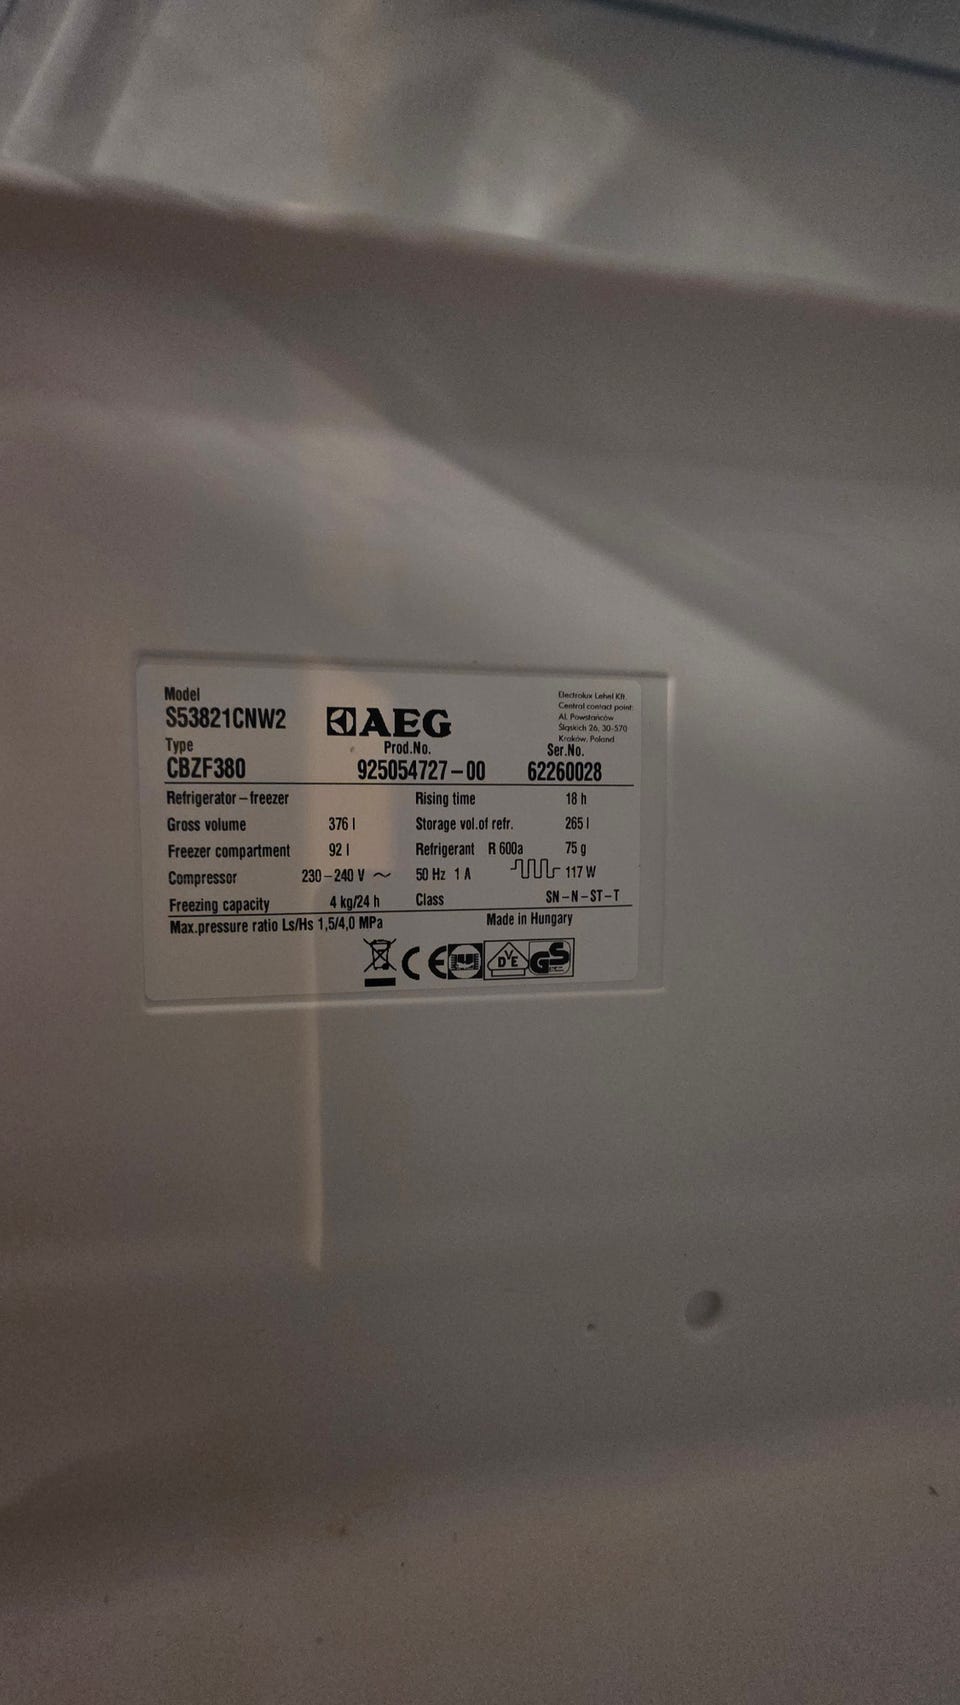 Model
S53821CNW2
AEG
Electrolux Lehel Kft.
Central contact point:
Al. Powstańców
Śląskich 26, 30-570
Kraków, Poland
Type
CBZF380
Prod.No.
925054727-00
Ser.No.
62260028
Refrigerator-freezer
Rising time 18 h
Gross volume 376 l
Storage vol.of refr. 265 l
Freezer compartment 92 l
Refrigerant R 600a 75 g
Compressor 230-240 V ~ 50 Hz 1 A 117 W
Freezing capacity 4 kg/24 h
Class SN-N-ST-T
Max.pressure ratio Ls/Hs 1,5/4,0 MPa
Made in Hungary
CE DVE GS